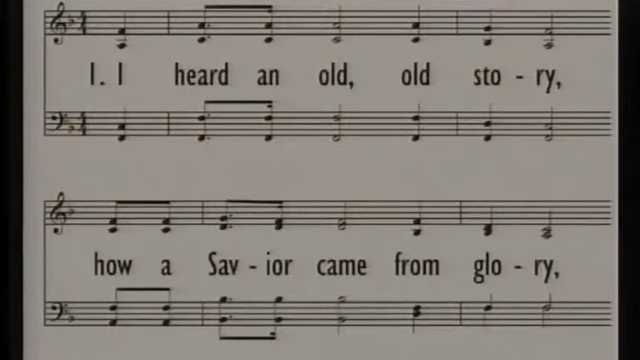 1. I heard an old, old sto - ry,
how a Sav - ior came from glo - ry,